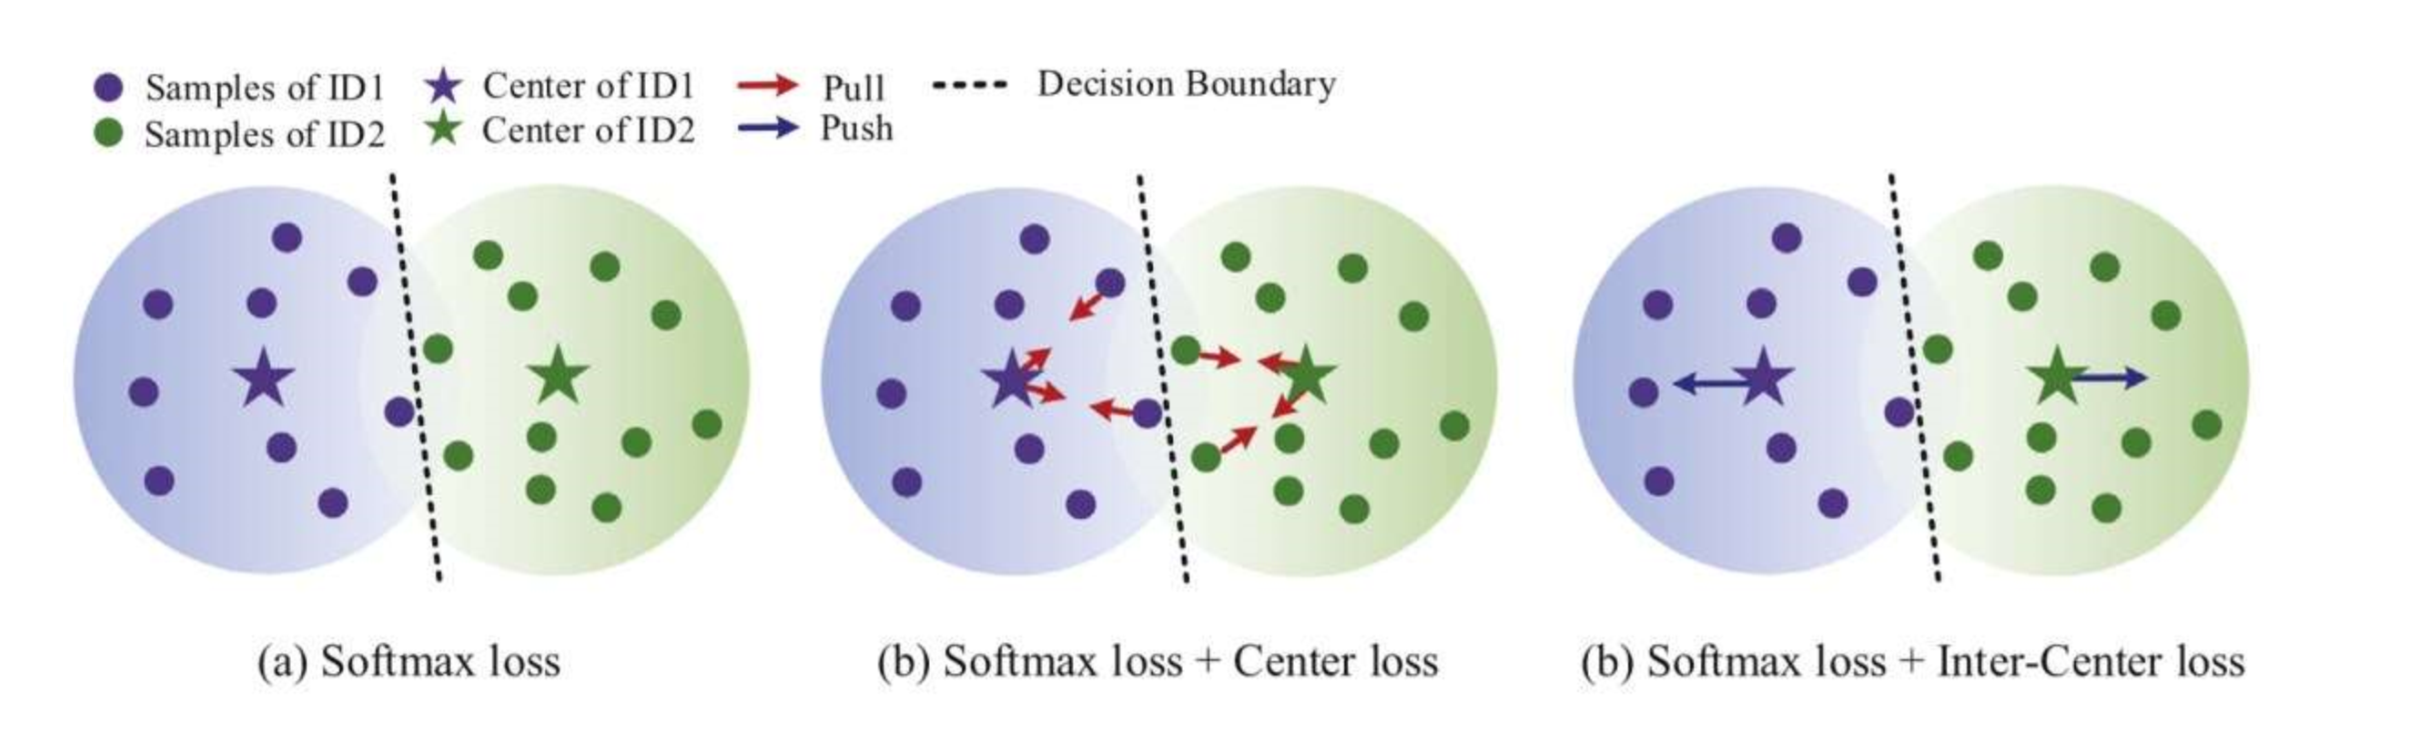 Samples of ID1 Center of ID1 Pull Decision Boundary
Samples of ID2 Center of ID2 Push
(a) Softmax loss
(b) Softmax loss + Center loss
(b) Softmax loss + Inter-Center loss